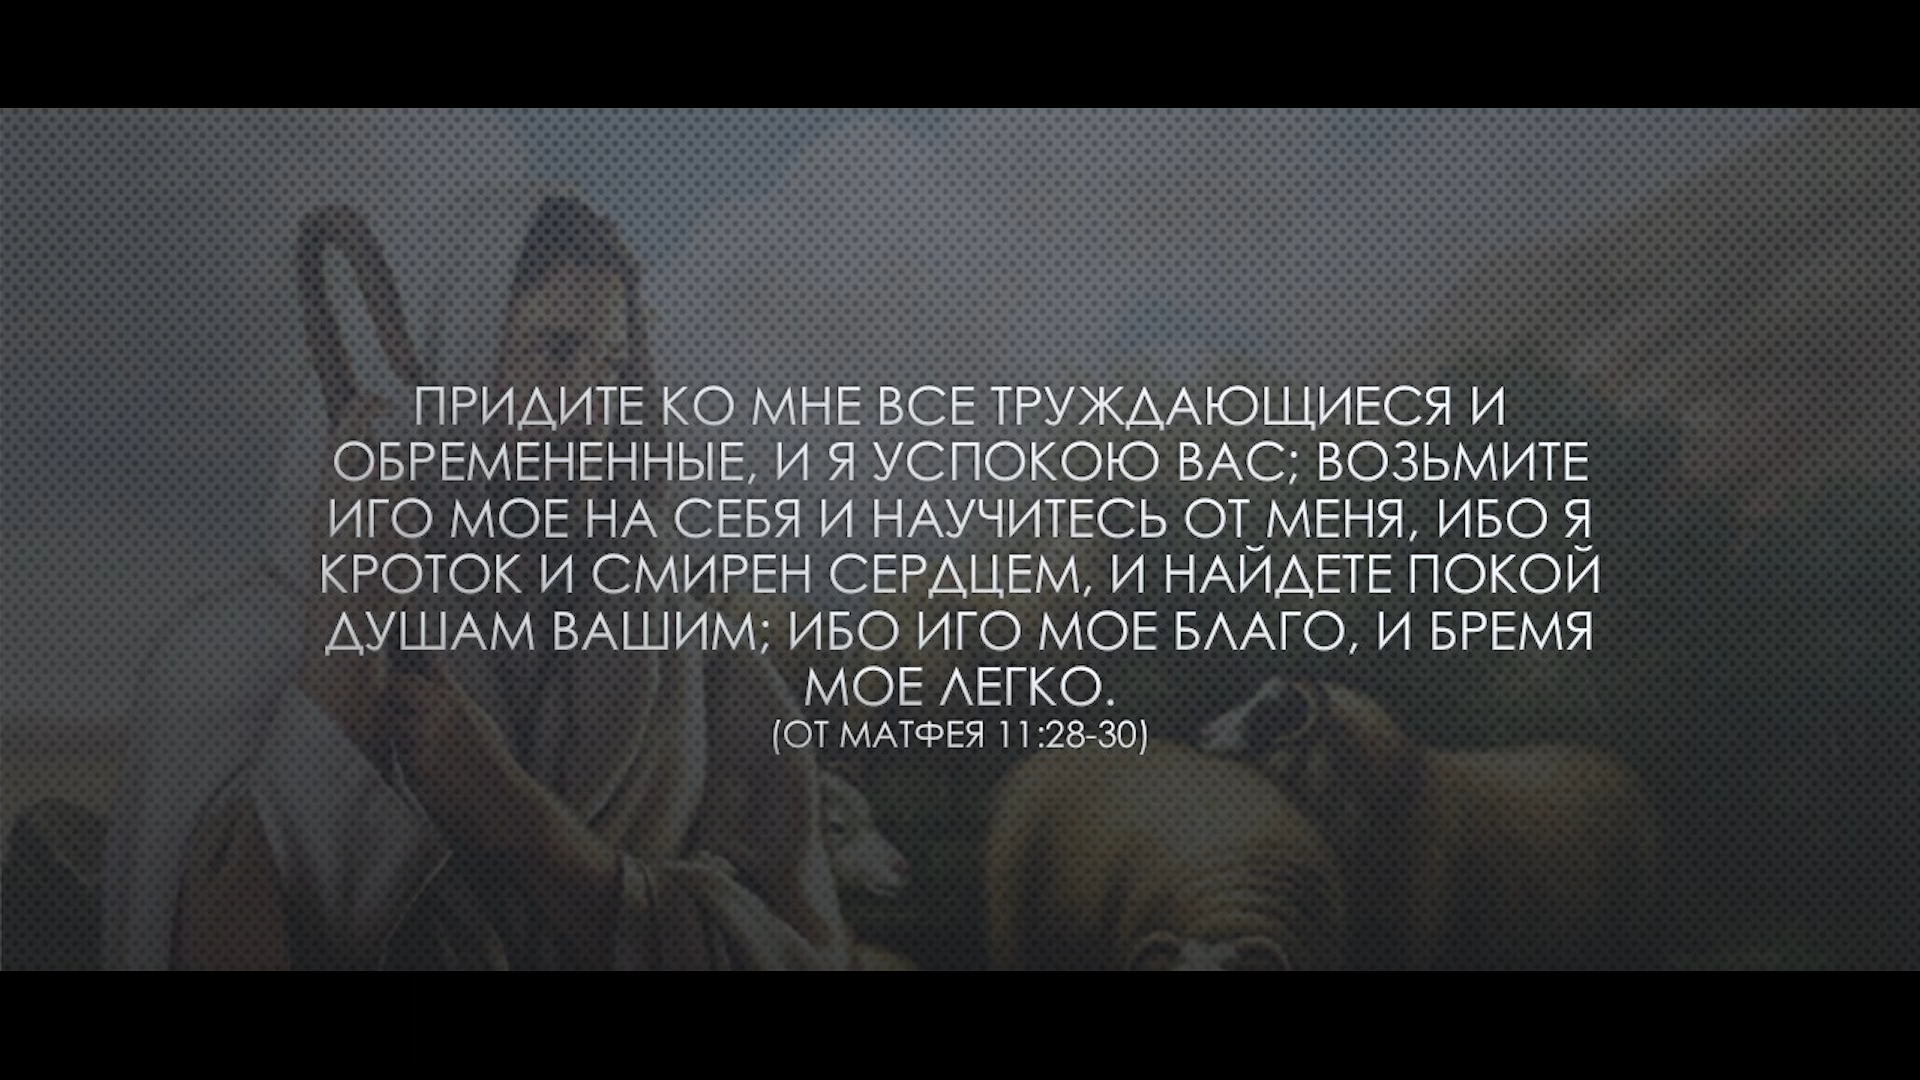 ПРИДИТЕ КО МНЕ ВСЕ ТРУЖДАЮЩИЕСЯ И
ОБРЕМЕНЕННЫЕ, И Я УСПОКОЮ ВАС; ВОЗЬМИТЕ
ИГО МОЕ НА СЕБЯ И НАУЧИТЕСЬ ОТ МЕНЯ, ИБО Я
КРОТОК И СМИРЕН СЕРДЦЕМ, И НАЙДЕТЕ ПОКОЙ
ДУШАМ ВАШИМ; ИБО ИГО МОЕ БЛАГО, И БРЕМЯ
МОЕ ЛЕГКО.
(ОТ МАТФЕЯ 11:28-30)